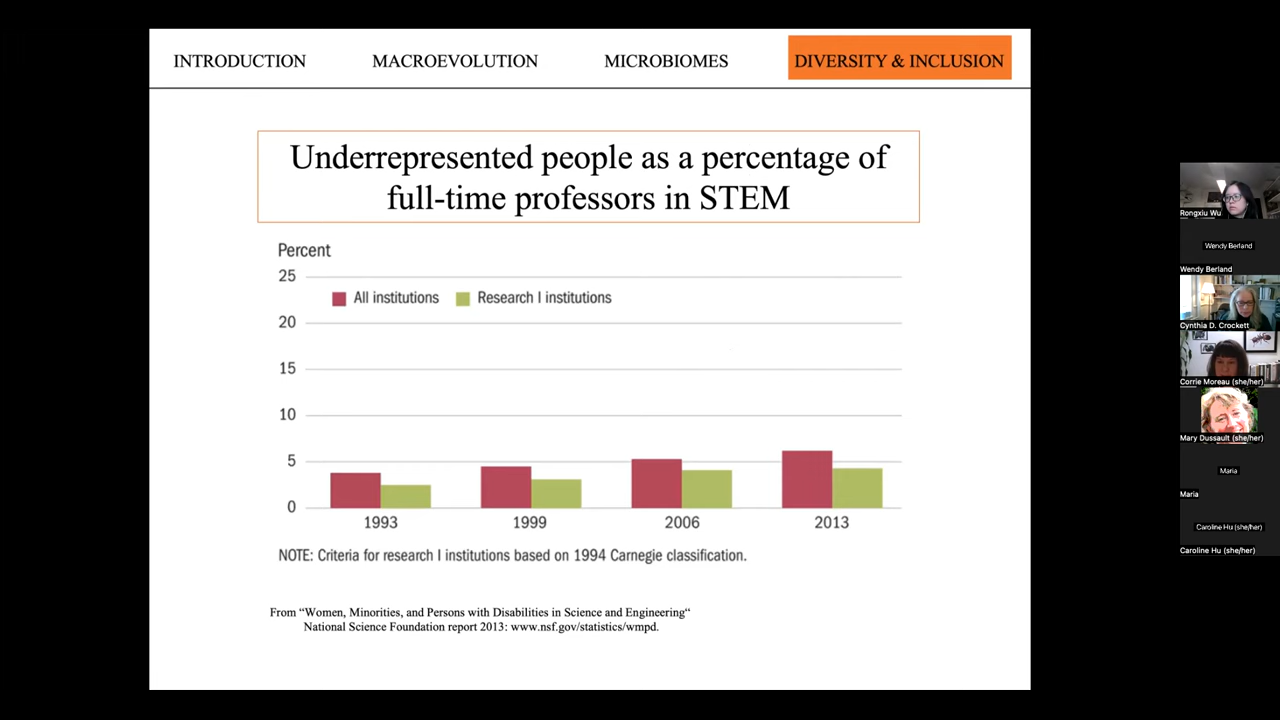 INTRODUCTION
MACROEVOLUTION
MICROBIOMES
DIVERSITY & INCLUSION
Underrepresented people as a percentage of
full-time professors in STEM
Percent
25
All institutions
Research I institutions
20
15
10
5
0
1993
1999
2006
2013
NOTE: Criteria for research I institutions based on 1994 Carnegie classification.
From “Women, Minorities, and Persons with Disabilities in Science and Engineering“
National Science Foundation report 2013: www.nsf.gov/statistics/wmpd.
Rongxiu Wu
Wendy Berland
Wendy Berland
Cynthia D. Crockett
Corrie Moreau (she/her)
Mary Dussault (she/her)
Maria
Maria
Caroline Hu (she/her)
Caroline Hu (she/her)